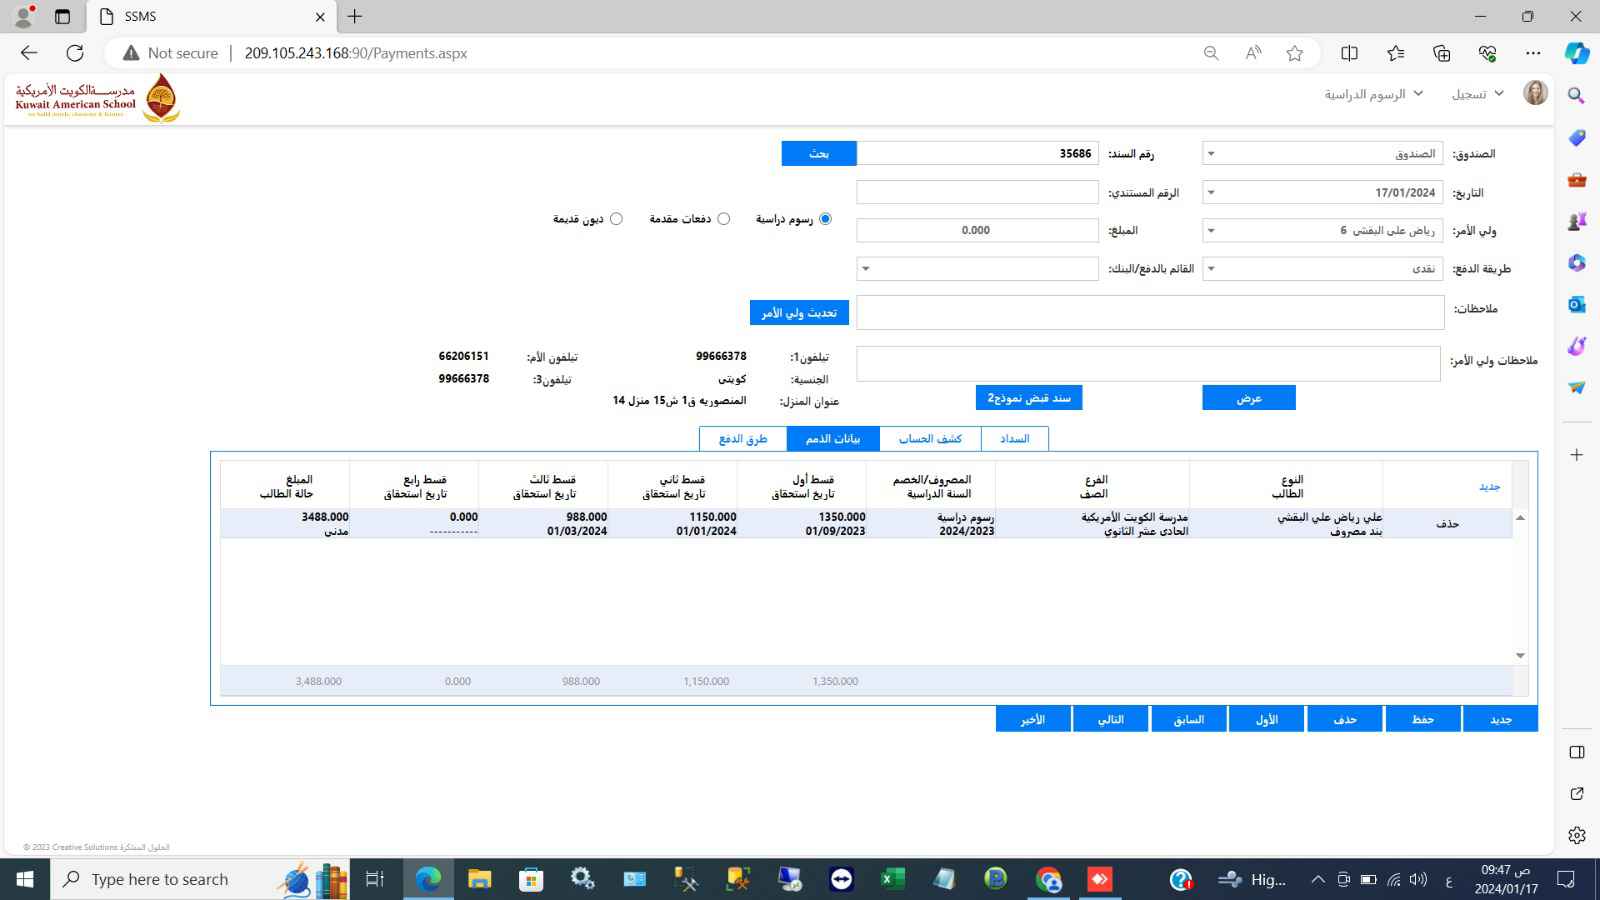 SSMS
Not secure
209.105.243.168:90/Payments.aspx
مدرسة الكويت الأمريكية
Kuwait American School
تسجيل
الرسوم الدراسية
الصندوق:
الصندوق
رقم السند:
35686
بحث
التاريخ:
17/01/2024
الرقم المستندي:
رسوم دراسية
دفعات مقدمة
ديون قديمة
ولي الأمر:
رياض علي البقشي 6
المبلغ:
0.000
طريقة الدفع:
نقدي
القائم بالدفع/البنك:
ملاحظات:
تحديث ولي الأمر
ملاحظات ولي الأمر:
تيلفون1:
99666378
تيلفون الأم:
66206151
الجنسية:
كويتي
تيلفون3:
99666378
عنوان المنزل:
المنصوريه ق1 ش15 منزل 14
عرض
سند قبض نموذج2
السداد
كشف الحساب
بيانات الذمم
طرق الدفع
جديد
النوع
الطالب
الفرع
الصف
المصروف/الخصم
السنة الدراسية
قسط أول
تاريخ استحقاق
قسط ثاني
تاريخ استحقاق
قسط ثالث
تاريخ استحقاق
قسط رابع
تاريخ استحقاق
المبلغ
حالة الطالب
حذف
علي رياض علي البقشي
بند مصروف
مدرسة الكويت الأمريكية
الحادي عشر الثانوي
رسوم دراسية
2024/2023
1350.000
01/09/2023
1150.000
01/01/2024
988.000
01/03/2024
0.000
-----------
3488.000
مدني
1,350.000
1,150.000
988.000
0.000
3,488.000
جديد
حفظ
حذف
الأول
السابق
التالي
الأخير
© 2023 Creative Solutions الحلول المبتكرة
Type here to search
Hig...
ع
09:47 ص
2024/01/17